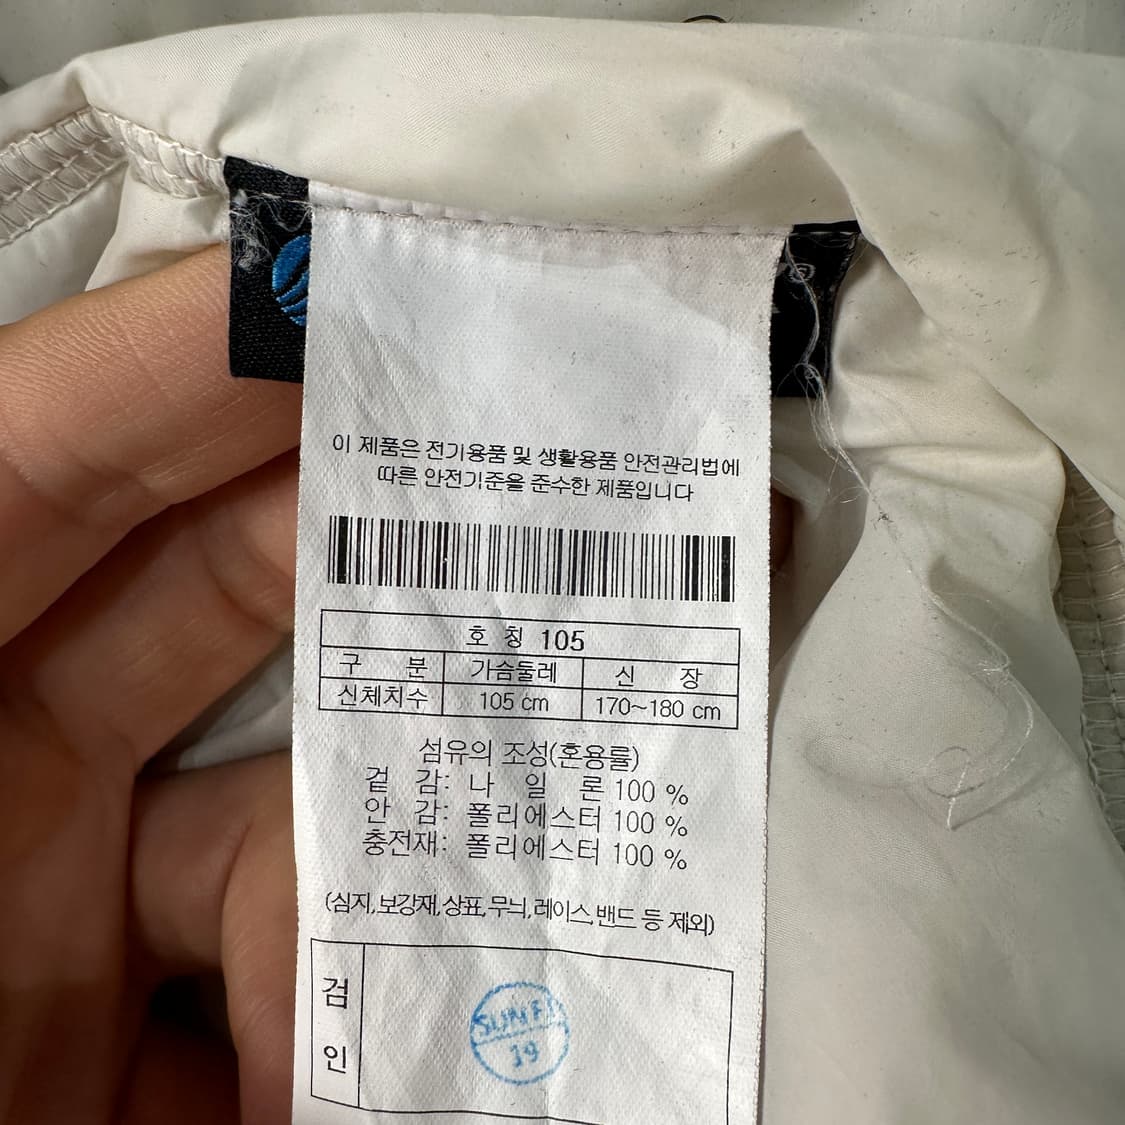 이 제품은 전기용품 및 생활용품 안전관리법에
따른 안전기준을 준수한 제품입니다
호 칭 105
구 분 가슴둘레 신 장
신체치수 105 cm 170~180 cm
섬유의 조성(혼용률)
겉 감: 나 일 론 100 %
안 감: 폴리에스터 100 %
충전재: 폴리에스터 100 %
(심지,보강재,상표,무늬,레이스,밴드 등 제외)
검
인
19